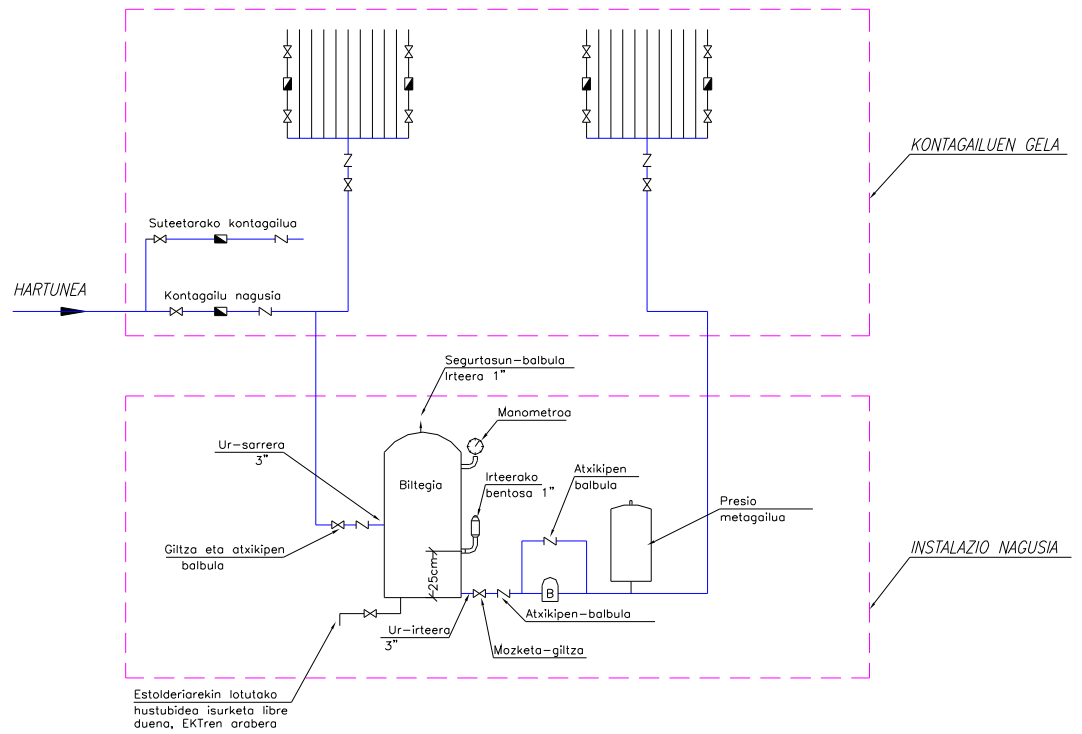 KONTAGAILUEN GELA
Suteetarako kontagailua
HARTUNEA
Kontagailu nagusia
Segurtasun-balbula
Irteera 1"
Manometroa
Ur-sarrera
3"
Biltegia
Irteerako
bentosa 1"
Atxikipen
balbula
Presio
metagailua
Giltza eta atxikipen
balbula
25cm
INSTALAZIO NAGUSIA
B
Atxikipen-balbula
Ur-irteera
3"
Mozketa-giltza
Estolderiarekin lotutako
hustubidea isurketa libre
duena, EKTren arabera